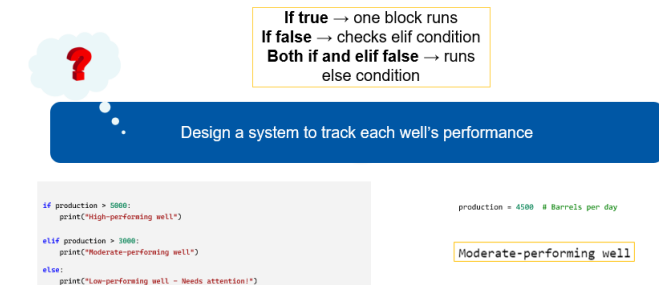 If true → one block runs
If false → checks elif condition
Both if and elif false → runs
else condition
?
Design a system to track each well's performance
if production > 5000:
    print("High-performing well")
elif production > 3000:
    print("Moderate-performing well")
else:
    print("Low-performing well - Needs attention!")
production = 4500  # Barrels per day
Moderate-performing well